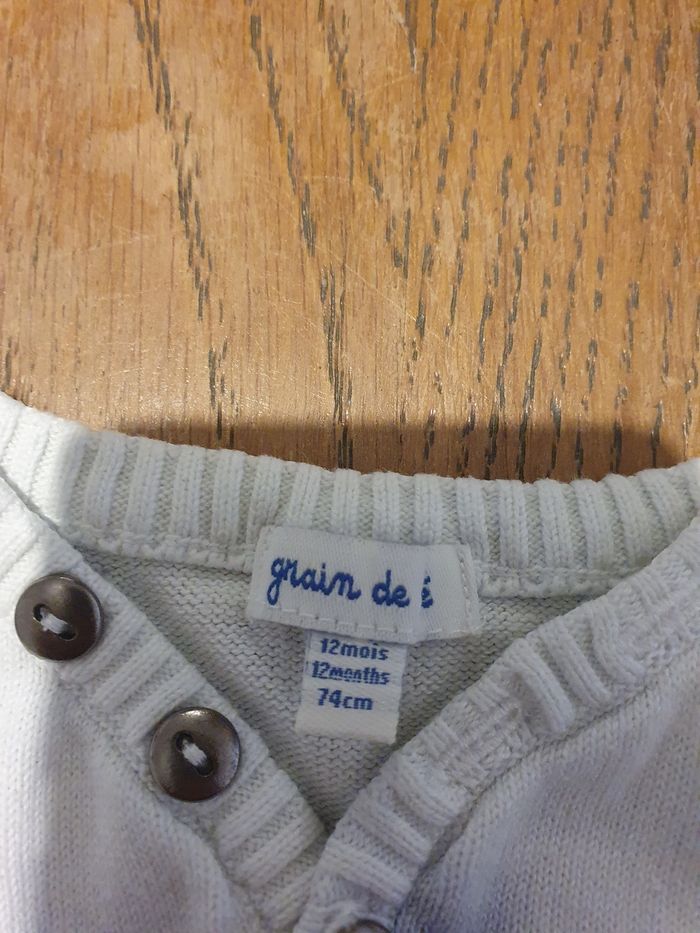 grain de é
12mois
12months
74cm